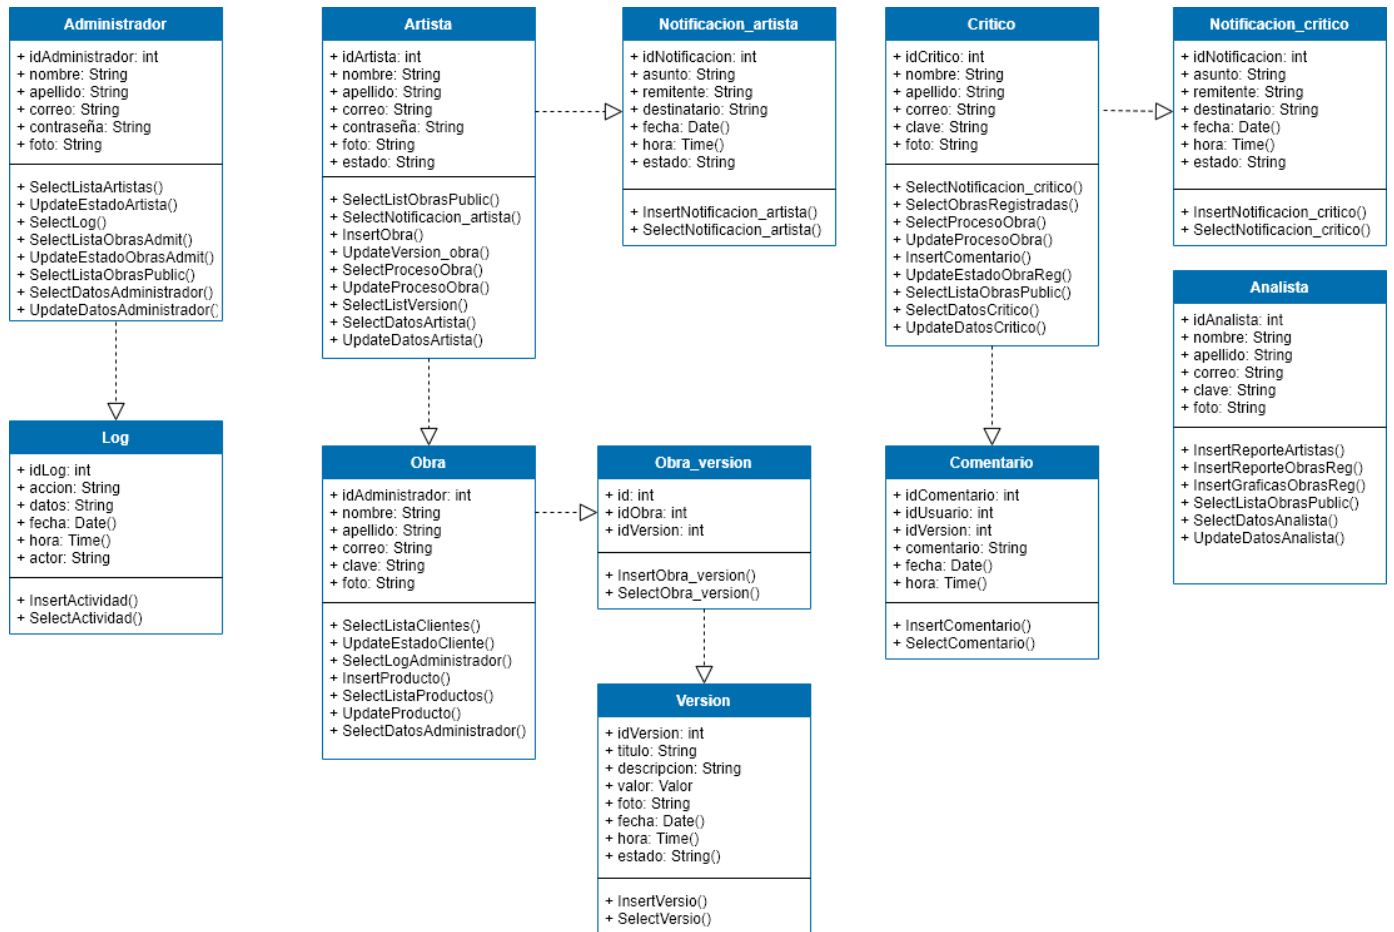 Administrador
+ idAdministrador: int
+ nombre: String
+ apellido: String
+ correo: String
+ contraseña: String
+ foto: String
+ SelectListaArtistas()
+ UpdateEstadoArtista()
+ SelectLog()
+ SelectListaObrasAdmit()
+ UpdateEstadoObrasAdmit()
+ SelectListaObrasPublic()
+ SelectDatosAdministrador()
+ UpdateDatosAdministrador()
Artista
+ idArtista: int
+ nombre: String
+ apellido: String
+ correo: String
+ contraseña: String
+ foto: String
+ estado: String
+ SelectListObrasPublic()
+ SelectNotificacion_artista()
+ InsertObra()
+ UpdateVersion_obra()
+ SelectProcesoObra()
+ UpdateProcesoObra()
+ SelectListVersion()
+ SelectDatosArtista()
+ UpdateDatosArtista()
Notificacion_artista
+ idNotificacion: int
+ asunto: String
+ remitente: String
+ destinatario: String
+ fecha: Date()
+ hora: Time()
+ estado: String
+ InsertNotificacion_artista()
+ SelectNotificacion_artista()
Critico
+ idCritico: int
+ nombre: String
+ apellido: String
+ correo: String
+ clave: String
+ foto: String
+ SelectNotificacion_critico()
+ SelectObrasRegistradas()
+ SelectProcesoObra()
+ UpdateProcesoObra()
+ InsertComentario()
+ UpdateEstadoObraReg()
+ SelectListaObrasPublic()
+ SelectDatosCritico()
+ UpdateDatosCritico()
Notificacion_critico
+ idNotificacion: int
+ asunto: String
+ remitente: String
+ destinatario: String
+ fecha: Date()
+ hora: Time()
+ estado: String
+ InsertNotificacion_critico()
+ SelectNotificacion_critico()
Analista
+ idAnalista: int
+ nombre: String
+ apellido: String
+ correo: String
+ clave: String
+ foto: String
+ InsertReporteArtistas()
+ InsertReporteObrasReg()
+ InsertGraficasObrasReg()
+ SelectListaObrasPublic()
+ SelectDatosAnalista()
+ UpdateDatosAnalista()
Log
+ idLog: int
+ accion: String
+ datos: String
+ fecha: Date()
+ hora: Time()
+ actor: String
+ InsertActividad()
+ SelectActividad()
Obra
+ idAdministrador: int
+ nombre: String
+ apellido: String
+ correo: String
+ clave: String
+ foto: String
+ SelectListaClientes()
+ UpdateEstadoCliente()
+ SelectLogAdministrador()
+ InsertProducto()
+ SelectListaProductos()
+ UpdateProducto()
+ SelectDatosAdministrador()
Obra_version
+ id: int
+ idObra: int
+ idVersion: int
+ InsertObra_version()
+ SelectObra_version()
Comentario
+ idComentario: int
+ idUsuario: int
+ idVersion: int
+ comentario: String
+ fecha: Date()
+ hora: Time()
+ InsertComentario()
+ SelectComentario()
Version
+ idVersion: int
+ titulo: String
+ descripcion: String
+ valor: Valor
+ foto: String
+ fecha: Date()
+ hora: Time()
+ estado: String()
+ InsertVersio()
+ SelectVersio()